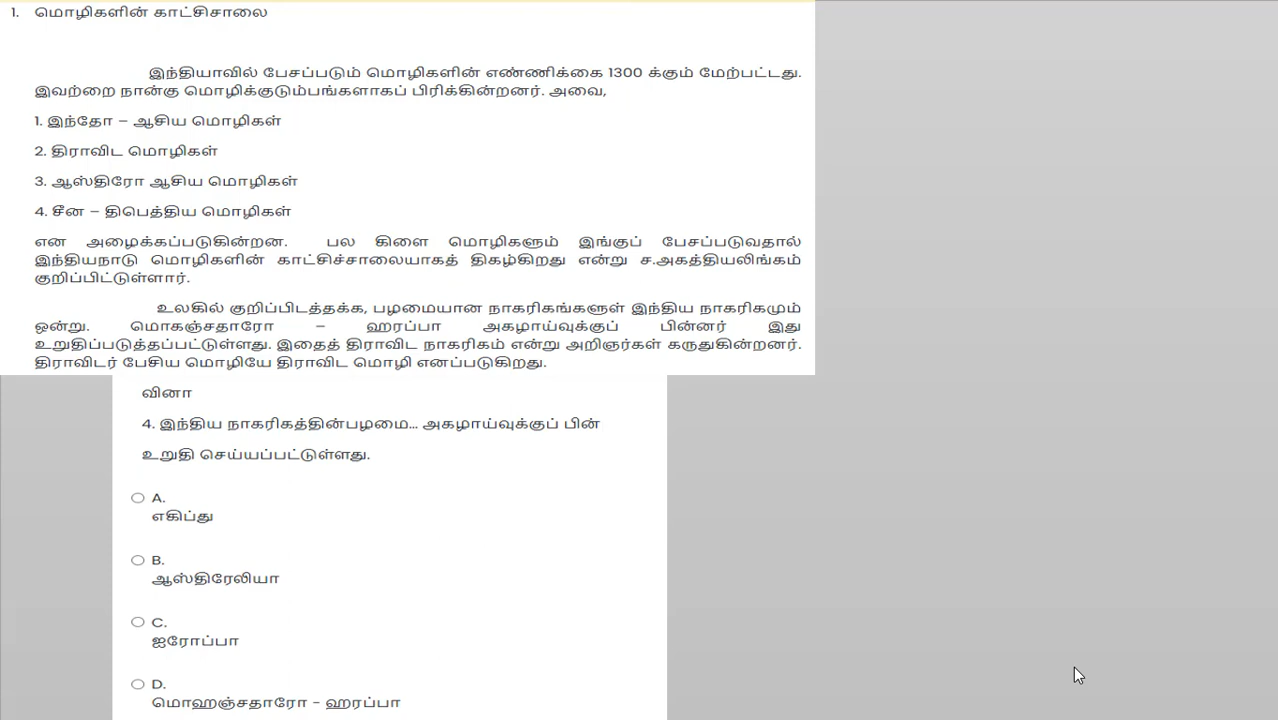 1. மொழிகளின் காட்சிசாலை
இந்தியாவில் பேசப்படும் மொழிகளின் எண்ணிக்கை 1300 க்கும் மேற்பட்டது.
இவற்றை நான்கு மொழிக்குடும்பங்களாகப் பிரிக்கின்றனர். அவை,
1. இந்தோ – ஆசிய மொழிகள்
2. திராவிட மொழிகள்
3. ஆஸ்திரோ ஆசிய மொழிகள்
4. சீன – திபெத்திய மொழிகள்
என அழைக்கப்படுகின்றன. பல கிளை மொழிகளும் இங்குப் பேசப்படுவதால்
இந்தியநாடு மொழிகளின் காட்சிச்சாலையாகத் திகழ்கிறது என்று ச.அகத்தியலிங்கம்
குறிப்பிட்டுள்ளார்.
உலகில் குறிப்பிடத்தக்க, பழமையான நாகரிகங்களுள் இந்திய நாகரிகமும்
ஒன்று. மொகஞ்சதாரோ – ஹரப்பா அகழாய்வுக்குப் பின்னர் இது
உறுதிப்படுத்தப்பட்டுள்ளது. இதைத் திராவிட நாகரிகம் என்று அறிஞர்கள் கருதுகின்றனர்.
திராவிடர் பேசிய மொழியே திராவிட மொழி எனப்படுகிறது.
வினா
4. இந்திய நாகரிகத்தின்பழமை... அகழாய்வுக்குப் பின்
உறுதி செய்யப்பட்டுள்ளது.
A.
எகிப்து
B.
ஆஸ்திரேலியா
C.
ஐரோப்பா
D.
மொஹஞ்சதாரோ - ஹரப்பா